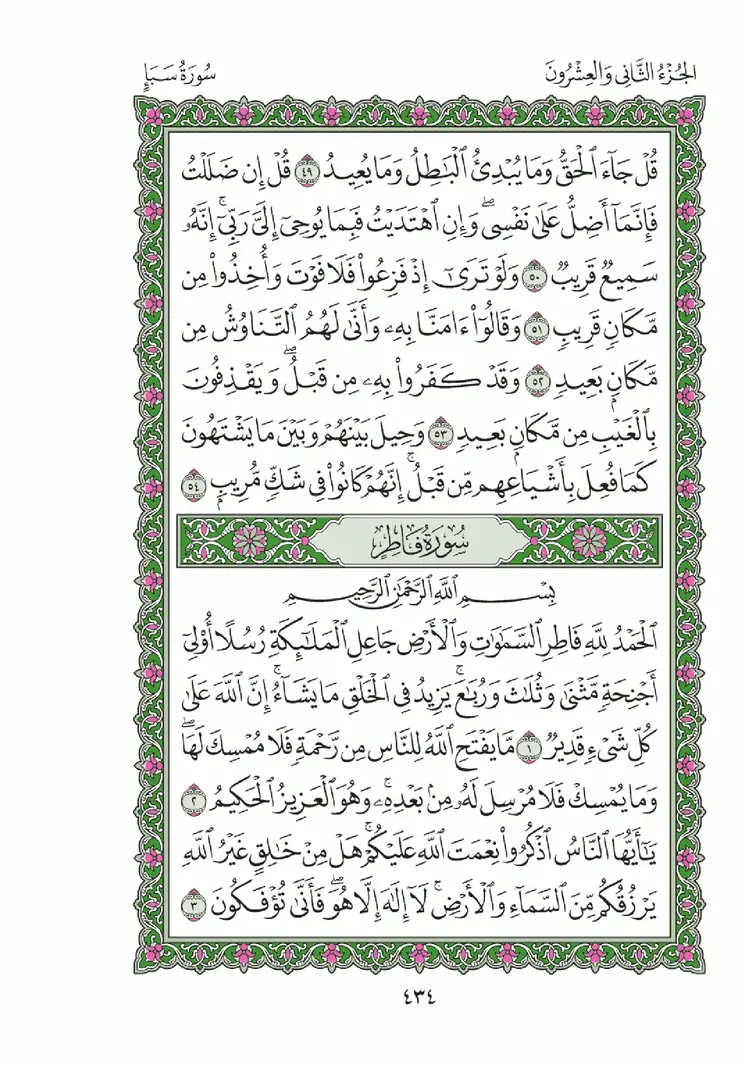 الجُزْءُ الثَّانِي وَالعِشْرُونَ
سُورَةُ سَبَإٍ
قُلۡ جَآءَ ٱلۡحَقُّ وَمَا يُبۡدِئُ ٱلۡبَٰطِلُ وَمَا يُعِيدُ ٤٩ قُلۡ إِن ضَلَلۡتُ
فَإِنَّمَآ أَضِلُّ عَلَىٰ نَفۡسِيۖ وَإِنِ ٱهۡتَدَيۡتُ فَبِمَا يُوحِيٓ إِلَيَّ رَبِّيٓۚ إِنَّهُۥ
سَمِيعٞ قَرِيبٞ ٥٠ وَلَوۡ تَرَىٰٓ إِذۡ فَزِعُواْ فَلَا فَوۡتَ وَأُخِذُواْ مِن
مَّكَانٖ قَرِيبٖ ٥١ وَقَالُوٓاْ ءَامَنَّا بِهِۦ وَأَنَّىٰ لَهُمُ ٱلتَّنَاوُشُ مِن
مَّكَانِۭ بَعِيدٖ ٥٢ وَقَدۡ كَفَرُواْ بِهِۦ مِن قَبۡلُۖ وَيَقۡذِفُونَ
بِٱلۡغَيۡبِ مِن مَّكَانِۭ بَعِيدٖ ٥٣ وَحِيلَ بَيۡنَهُمۡ وَبَيۡنَ مَا يَشۡتَهُونَ
كَمَا فُعِلَ بِأَشۡيَاعِهِم مِّن قَبۡلُۚ إِنَّهُمۡ كَانُواْ فِي شَكّٖ مُّرِيبِۭ ٥٤
سُورَةُ فَاطِرٍ
بِسۡمِ ٱللَّهِ ٱلرَّحۡمَٰنِ ٱلرَّحِيمِ
ٱلۡحَمۡدُ لِلَّهِ فَاطِرِ ٱلسَّمَٰوَٰتِ وَٱلۡأَرۡضِ جَاعِلِ ٱلۡمَلَٰٓئِكَةِ رُسُلًا أُوْلِيٓ
أَجۡنِحَةٖ مَّثۡنَىٰ وَثُلَٰثَ وَرُبَٰعَۚ يَزِيدُ فِي ٱلۡخَلۡقِ مَا يَشَآءُۚ إِنَّ ٱللَّهَ عَلَىٰ
كُلِّ شَيۡءٖ قَدِيرٞ ١ مَّا يَفۡتَحِ ٱللَّهُ لِلنَّاسِ مِن رَّحۡمَةٖ فَلَا مُمۡسِكَ لَهَاۖ
وَمَا يُمۡسِكۡ فَلَا مُرۡسِلَ لَهُۥ مِنۢ بَعۡدِهِۦۚ وَهُوَ ٱلۡعَزِيزُ ٱلۡحَكِيمُ ٢
يَٰٓأَيُّهَا ٱلنَّاسُ ٱذۡكُرُواْ نِعۡمَتَ ٱللَّهِ عَلَيۡكُمۡۚ هَلۡ مِنۡ خَٰلِقٍ غَيۡرُ ٱللَّهِ
يَرۡزُقُكُم مِّنَ ٱلسَّمَآءِ وَٱلۡأَرۡضِۚ لَآ إِلَٰهَ إِلَّا هُوَۖ فَأَنَّىٰ تُؤۡفَكُونَ ٣
٤٣٤